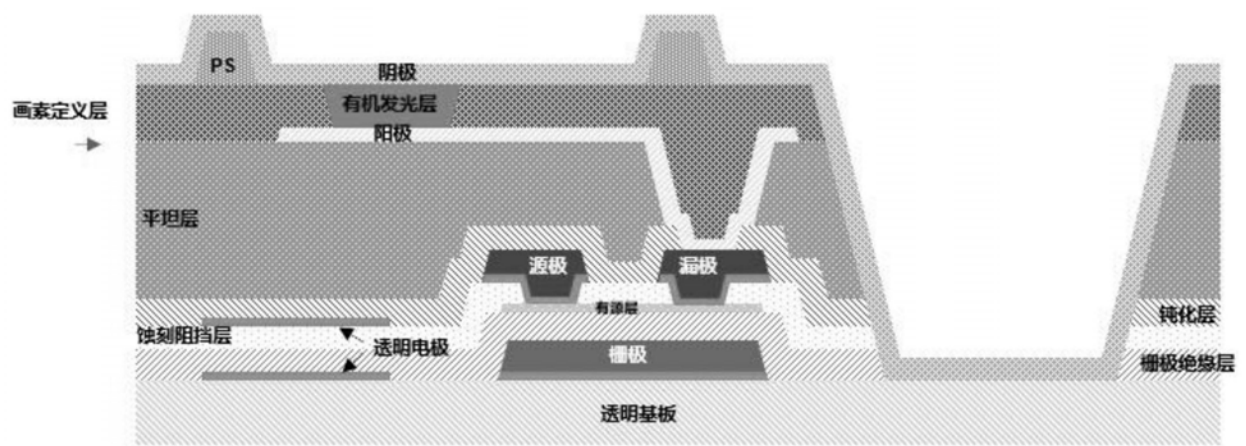 PS
阴极
画素定义层
有机发光层
阳极
平坦层
源极
漏极
有源层
钝化层
蚀刻阻挡层
透明电极
栅极
栅极绝缘层
透明基板